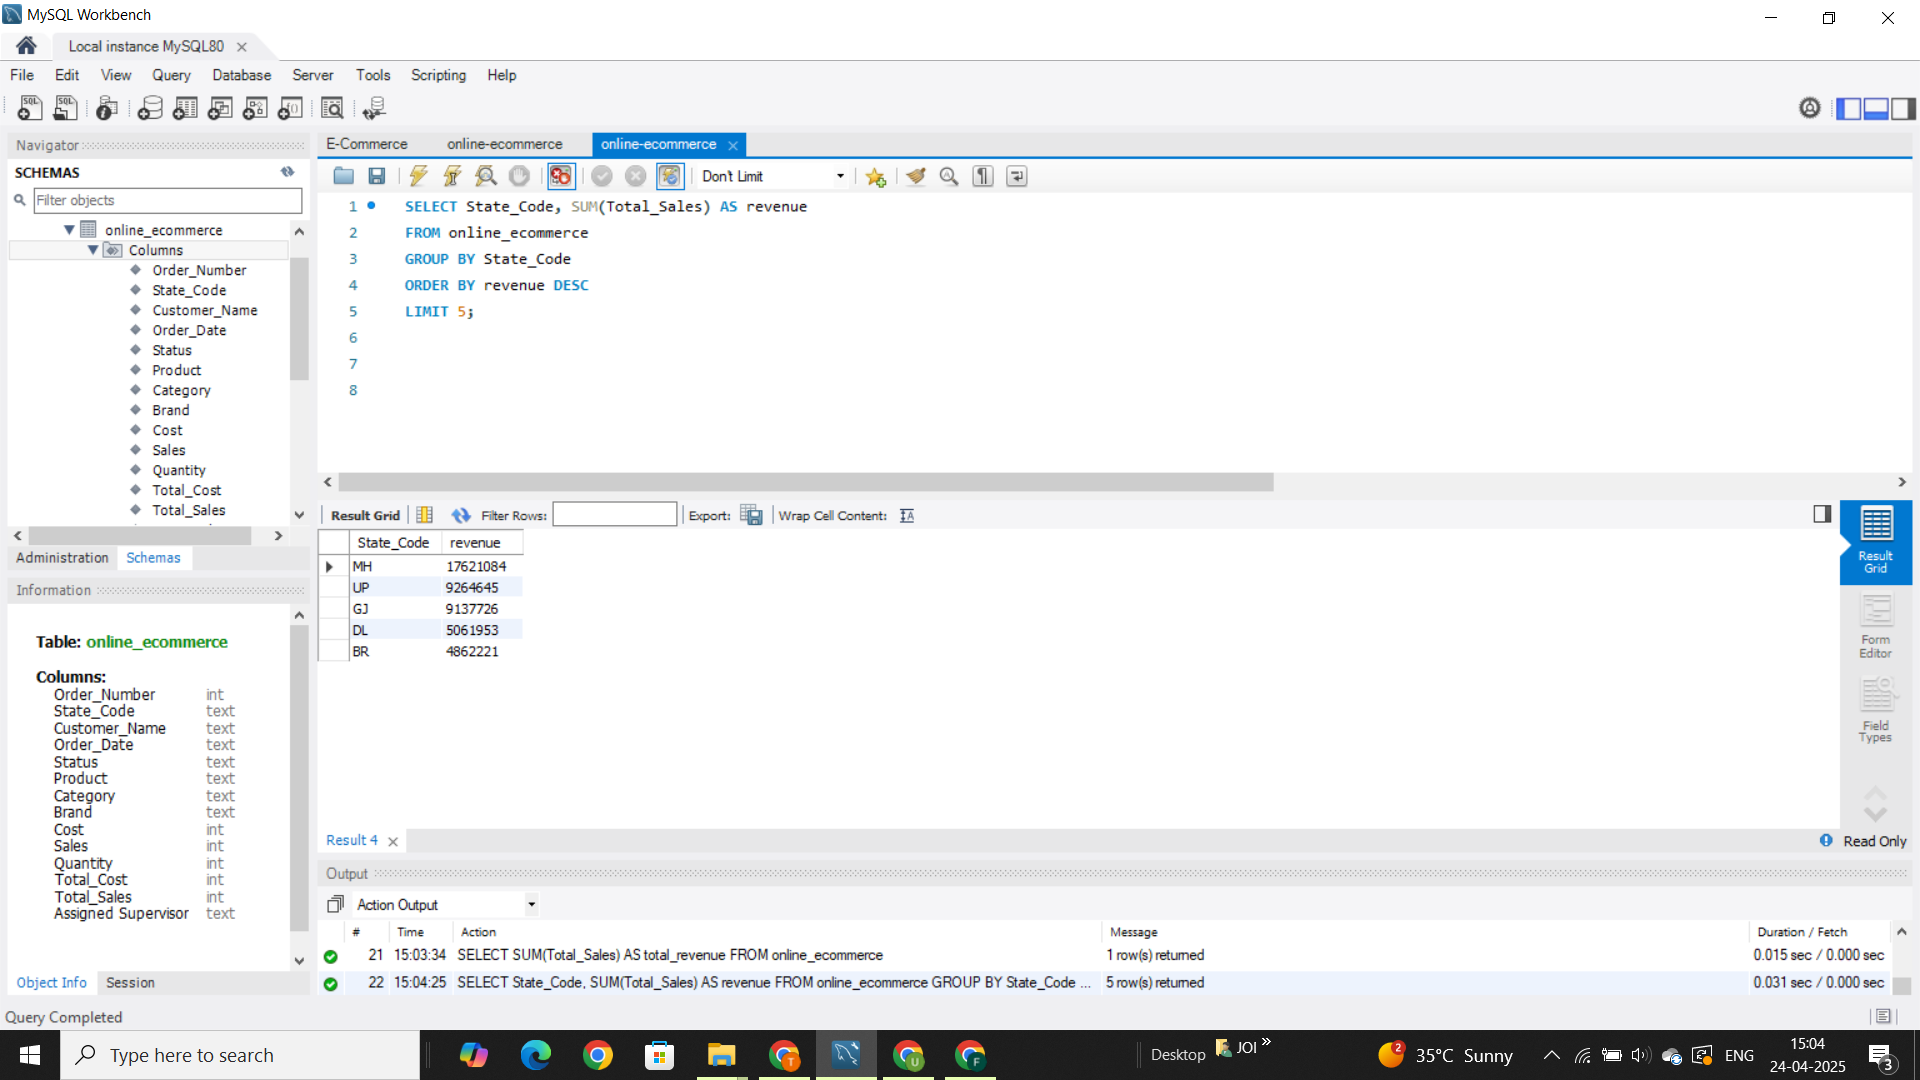 MySQL Workbench
Local instance MySQL80
File Edit View Query Database Server Tools Scripting Help
Navigator
SCHEMAS
Filter objects
online_ecommerce
Columns
Order_Number
State_Code
Customer_Name
Order_Date
Status
Product
Category
Brand
Cost
Sales
Quantity
Total_Cost
Total_Sales
Administration Schemas
Information
Table: online_ecommerce
Columns:
Order_Number int
State_Code text
Customer_Name text
Order_Date text
Status text
Product text
Category text
Brand text
Cost int
Sales int
Quantity int
Total_Cost int
Total_Sales int
Assigned Supervisor text
Object Info Session
E-Commerce online-ecommerce online-ecommerce
Don't Limit
1 SELECT State_Code, SUM(Total_Sales) AS revenue
2 FROM online_ecommerce
3 GROUP BY State_Code
4 ORDER BY revenue DESC
5 LIMIT 5;
6
7
8
Result Grid Filter Rows: Export: Wrap Cell Content:
State_Code revenue
MH 17621084
UP 9264645
GJ 9137726
DL 5061953
BR 4862221
Result
Grid
Form
Editor
Field
Types
Result 4 Read Only
Output
Action Output
# Time Action Message Duration / Fetch
21 15:03:34 SELECT SUM(Total_Sales) AS total_revenue FROM online_ecommerce 1 row(s) returned 0.015 sec / 0.000 sec
22 15:04:25 SELECT State_Code, SUM(Total_Sales) AS revenue FROM online_ecommerce GROUP BY State_Code ... 5 row(s) returned 0.031 sec / 0.000 sec
Query Completed
Type here to search
T
U
F
Desktop JOI »
2
35°C Sunny
ENG
15:04
24-04-2025
3